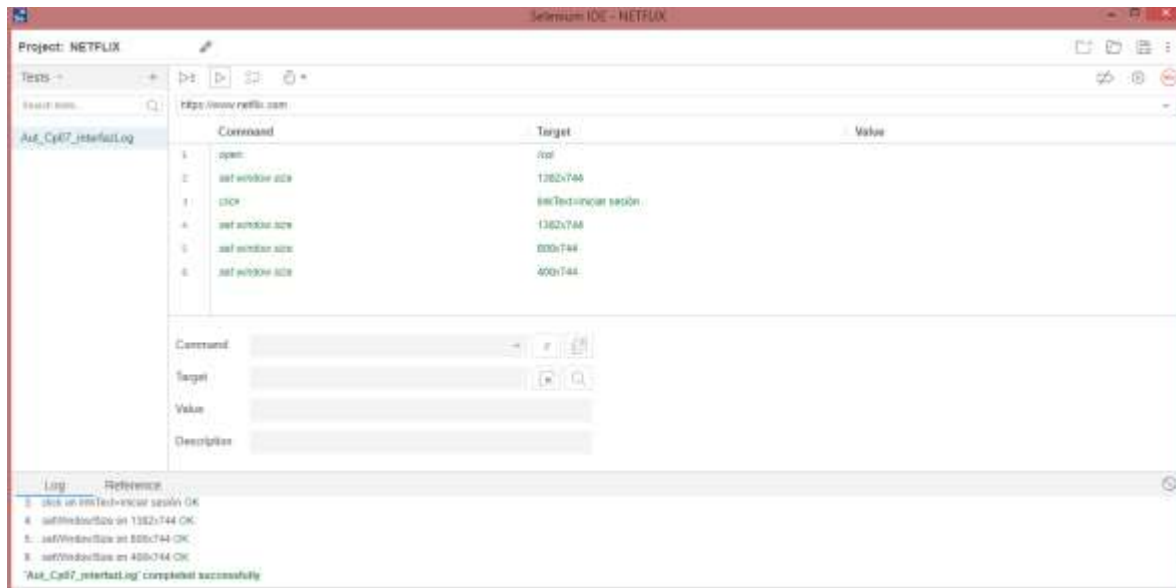 Selenium IDE - NETFLIX
Project: NETFLIX
Tests
Search tests...
https://www.netflix.com
Aut_Cp07_interfazLog
Command Target Value
1 open
2 set window size 1382x744
3 click linkText=Iniciar sesión
4 set window size 1382x744
5 set window size 800x744
6 set window size 400x744
Command
Target
Value
Description
Log Reference
3. click on linkText=Iniciar sesión OK
4. setWindowSize on 1382x744 OK
5. setWindowSize on 800x744 OK
6. setWindowSize on 400x744 OK
'Aut_Cp07_interfazLog' completed successfully